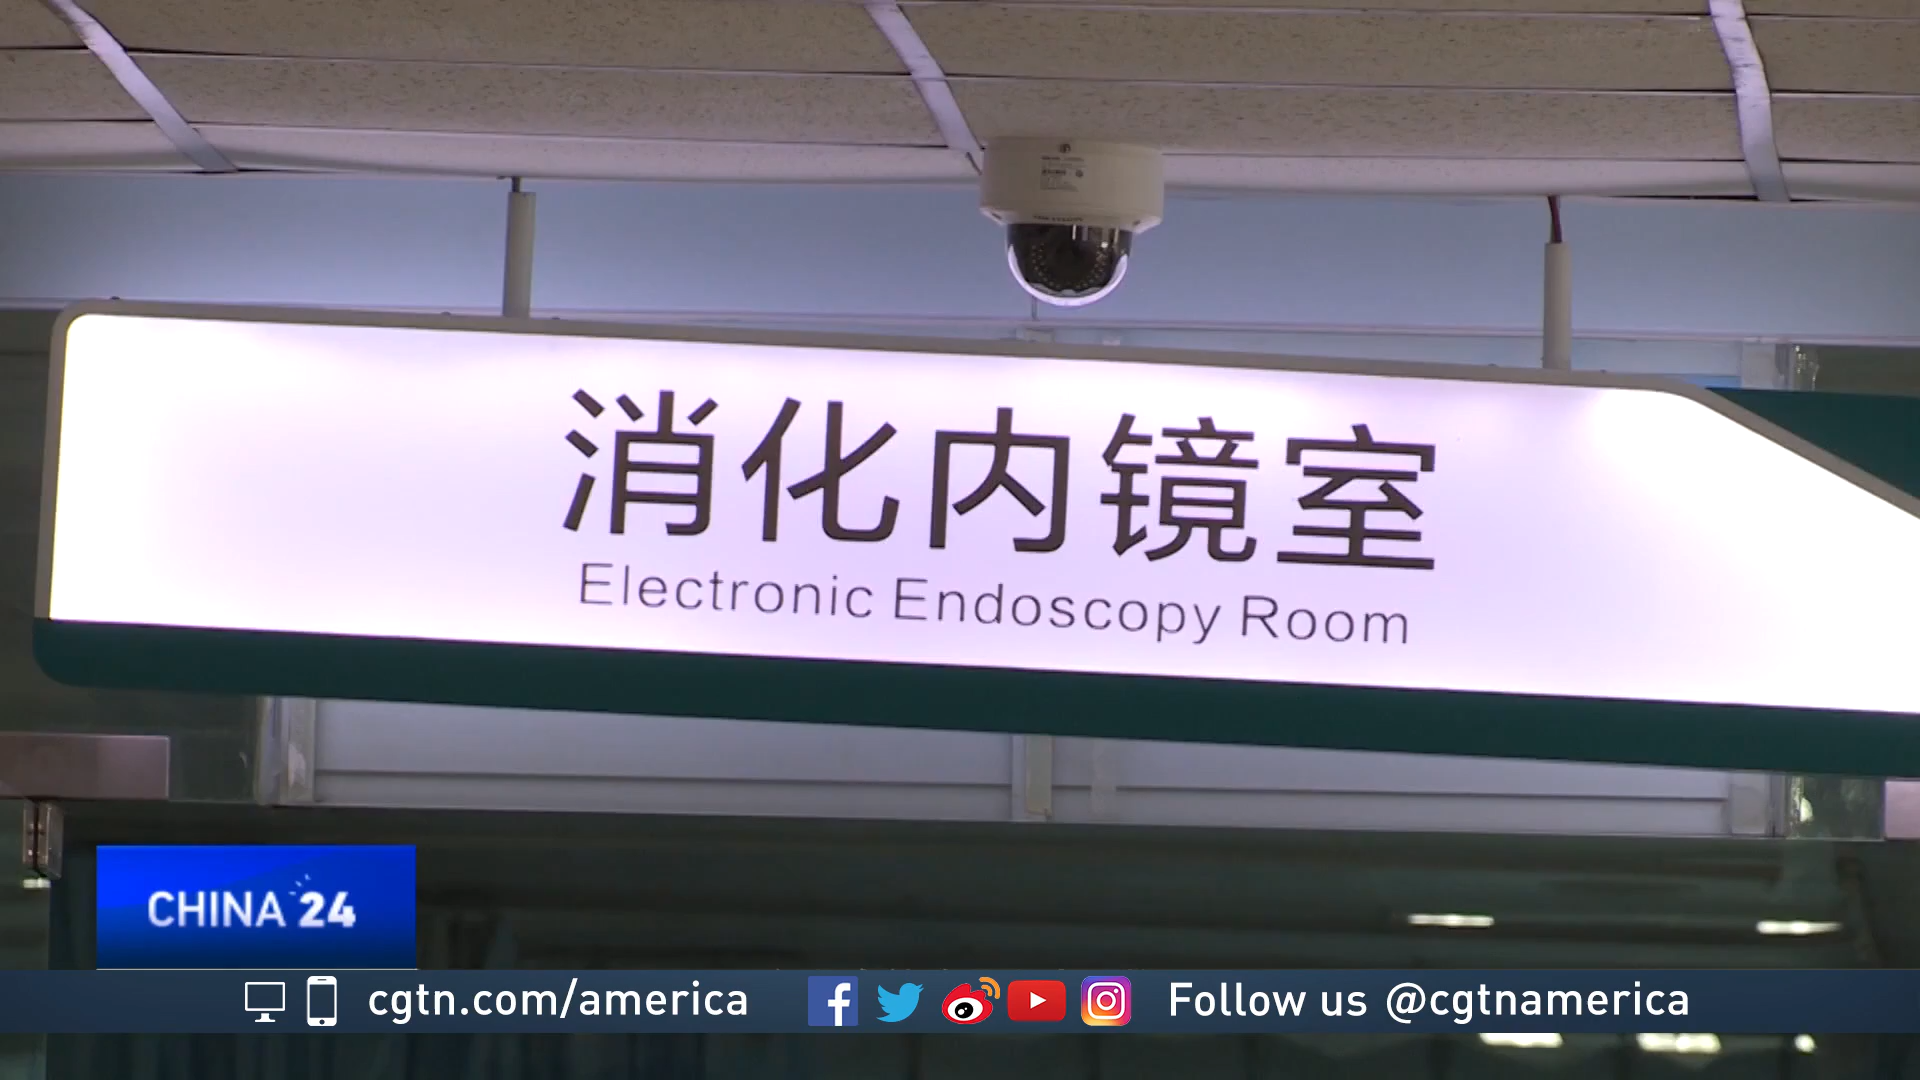 消化内镜室
Electronic Endoscopy Room
CHINA 24
cgtn.com/america
Follow us @cgtnamerica